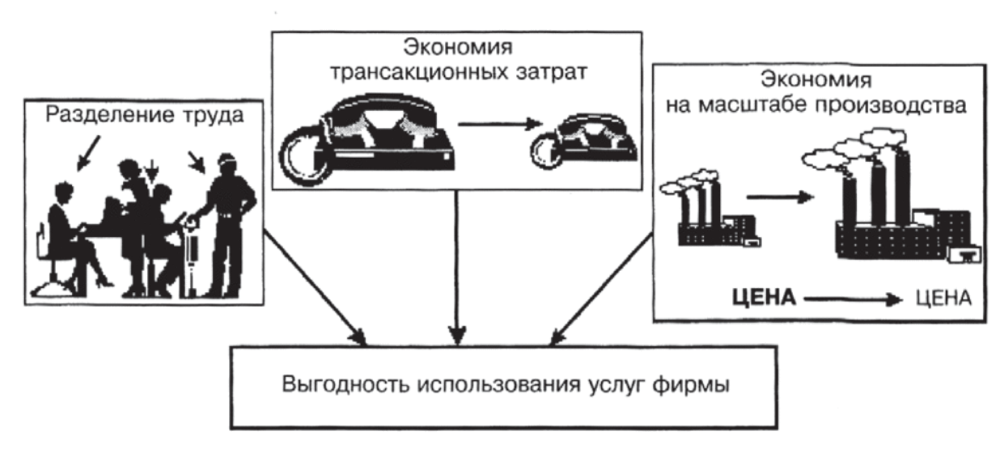 Разделение труда
Экономия
трансакционных затрат
Экономия
на масштабе производства
ЦЕНА ЦЕНА
Выгодность использования услуг фирмы